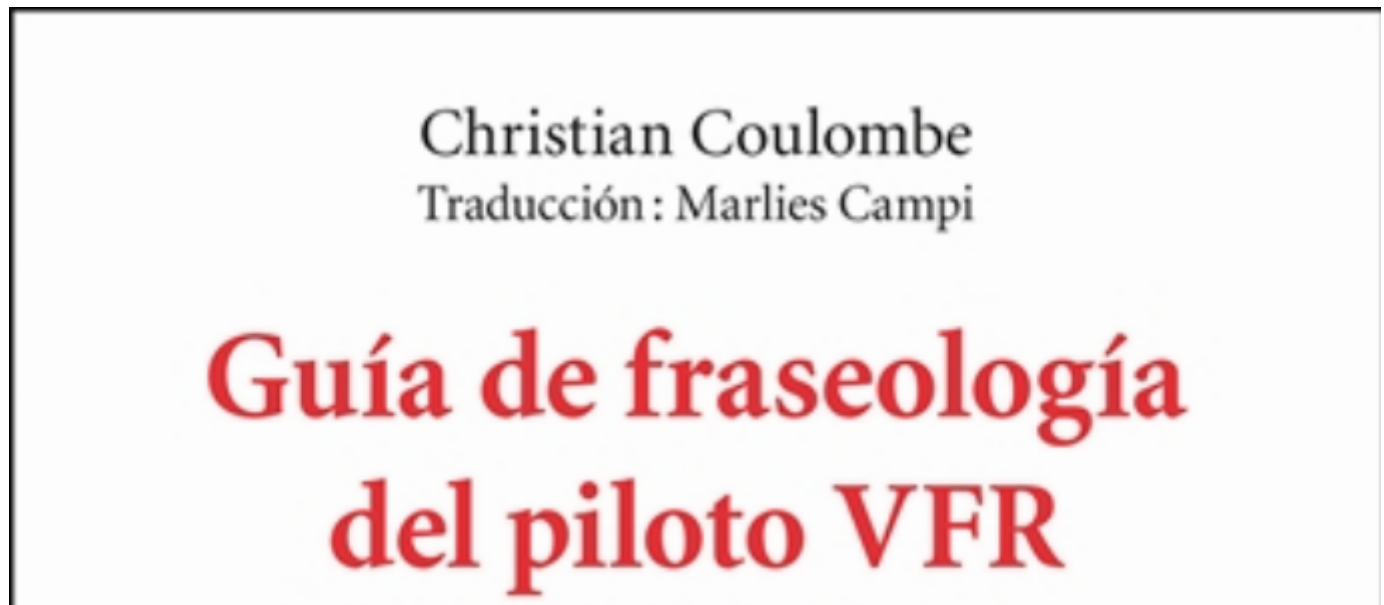 Christian Coulombe
Traducción : Marlies Campi
Guía de fraseología
del piloto VFR